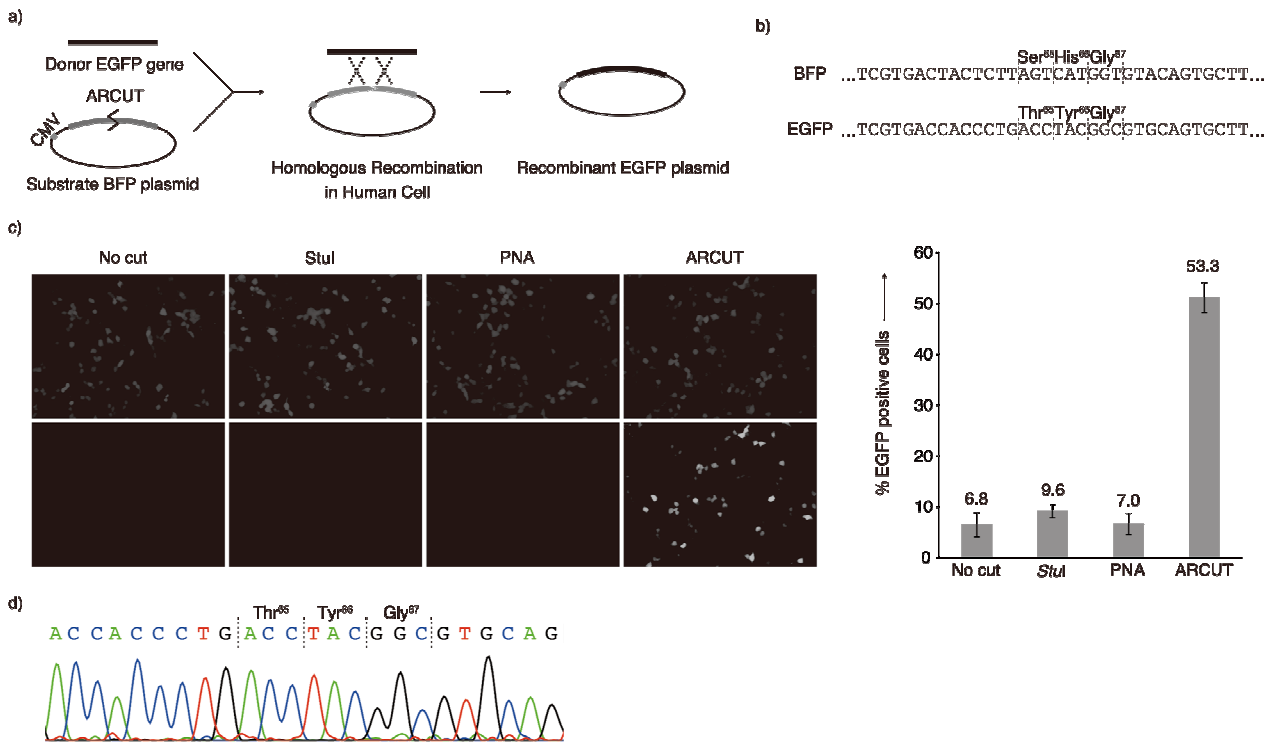 a)
Donor EGFP gene
ARCUT
CMV
Substrate BFP plasmid
Homologous Recombination
in Human Cell
Recombinant EGFP plasmid
b)
Ser⁶⁵His⁶⁶Gly⁶⁷
BFP ...TCGTGACTACTCTTAGTCATGGTGTACAGTGCTT...
Thr⁶⁵Tyr⁶⁶Gly⁶⁷
EGFP ...TCGTGACCACCCTGACCTACGGCGTGCAGTGCTT...
c)
No cut StuI PNA ARCUT
% EGFP positive cells
60
50
40
30
20
10
0
6.8
9.6
7.0
53.3
No cut StuI PNA ARCUT
d)
Thr⁶⁵ Tyr⁶⁶ Gly⁶⁷
A C C A C C C T G A C C T A C G G C G T G C A G